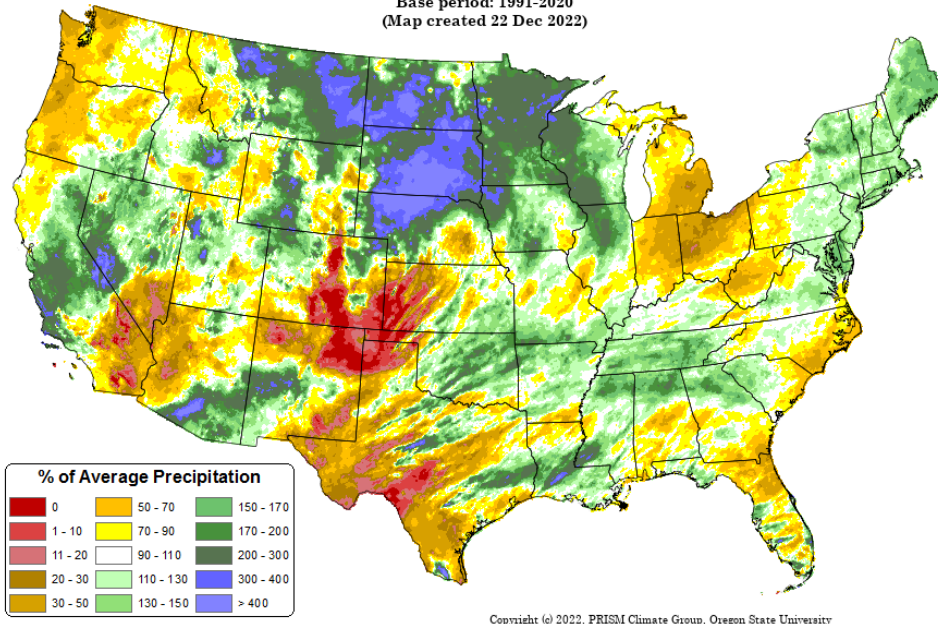 Base period: 1991-2020
(Map created 22 Dec 2022)
% of Average Precipitation
0
50 - 70
150 - 170
1 - 10
70 - 90
170 - 200
11 - 20
90 - 110
200 - 300
20 - 30
110 - 130
300 - 400
30 - 50
130 - 150
> 400
Copyright (c) 2022, PRISM Climate Group, Oregon State University